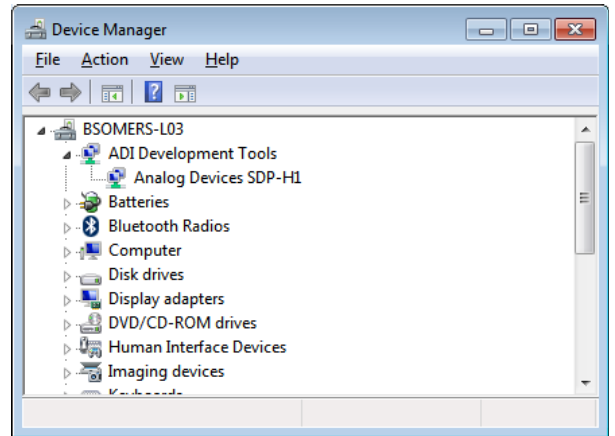 Device Manager
File Action View Help
BSOMERS-L03
ADI Development Tools
Analog Devices SDP-H1
Batteries
Bluetooth Radios
Computer
Disk drives
Display adapters
DVD/CD-ROM drives
Human Interface Devices
Imaging devices